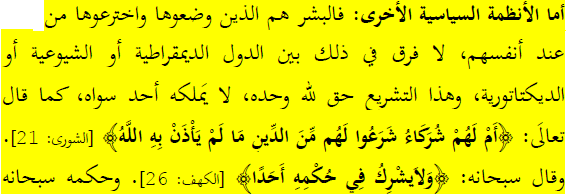 أما الأنظمة السياسية الأخرى: فالبشر هم الذين وضعوها واخترعوها من
عند أنفسهم، لا فرق في ذلك بين الدول الديمقراطية أو الشيوعية أو
الديكتاتورية، وهذا التشريع حق لله وحده، لا يملكه أحد سواه، كما قال
تعالَى: ﴿أَمْ لَهُمْ شُرَكَاءُ شَرَعُوا لَهُم مِّنَ الدِّينِ مَا لَمْ يَأْذَنْ بِهِ اللَّهُ﴾ [الشورى: 21].
وقال سبحانه: ﴿وَلاَيُشْرِكُ فِي حُكْمِهِ أَحَدًا﴾ [الكهف: 26]. وحكمه سبحانه